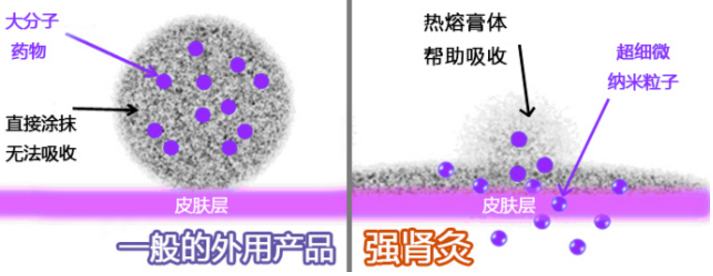 大分子
药物
直接涂抹
无法吸收
皮肤层
一般的外用产品
热熔膏体
帮助吸收
超细微
纳米粒子
皮肤层
强肾灸